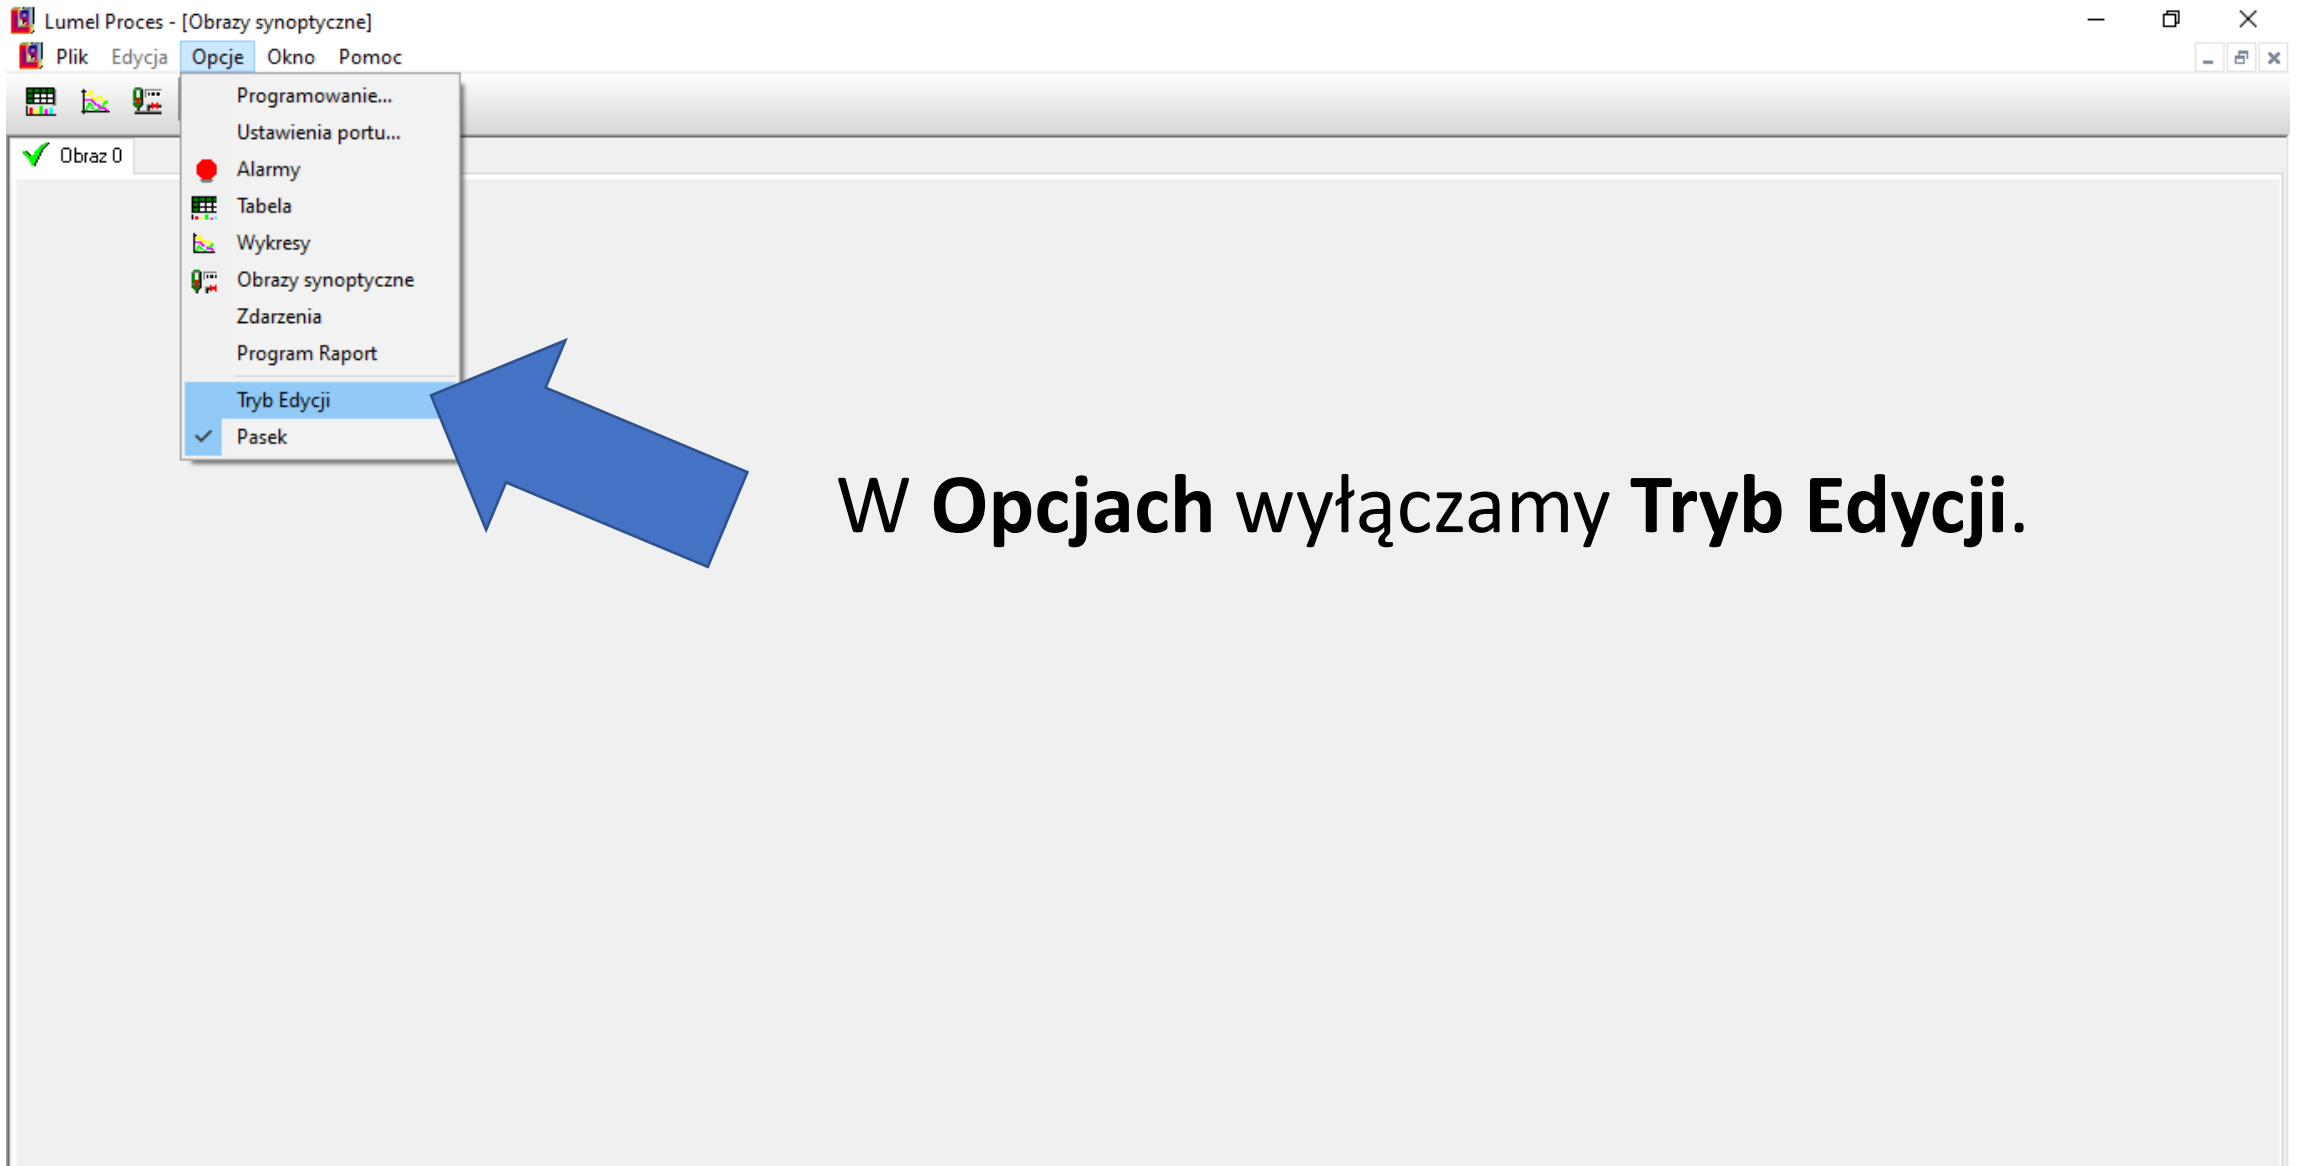 Lumel Proces - [Obrazy synoptyczne]
Plik Edycja Opcje Okno Pomoc
Programowanie...
Ustawienia portu...
Obraz 0
Alarmy
Tabela
Wykresy
Obrazy synoptyczne
Zdarzenia
Program Raport
Tryb Edycji
Pasek
W Opcjach wyłączamy Tryb Edycji.